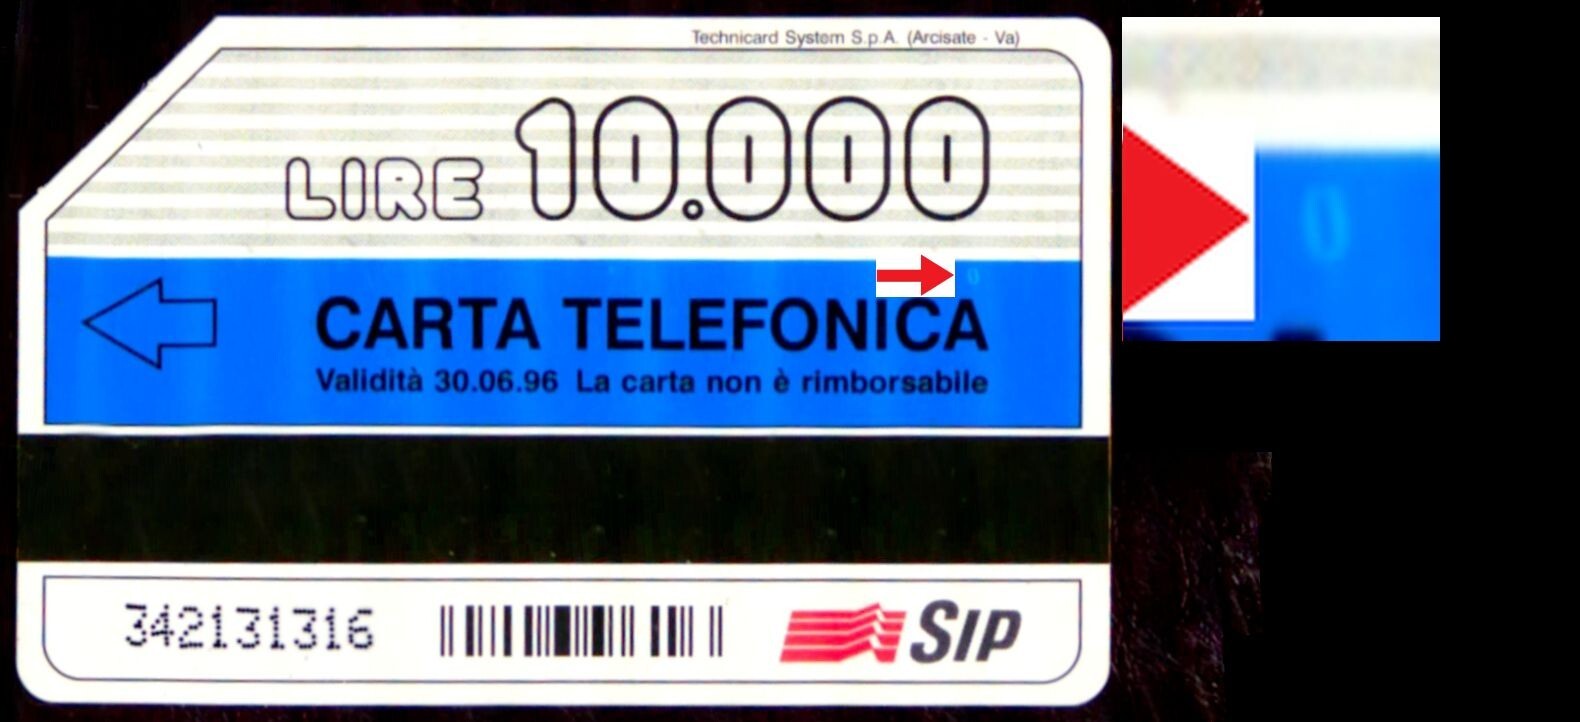 Technicard System S.p.A. (Arcisate - Va)
LIRE 10.000
0
CARTA TELEFONICA
Validità 30.06.96 La carta non è rimborsabile
342131316
SIP
0